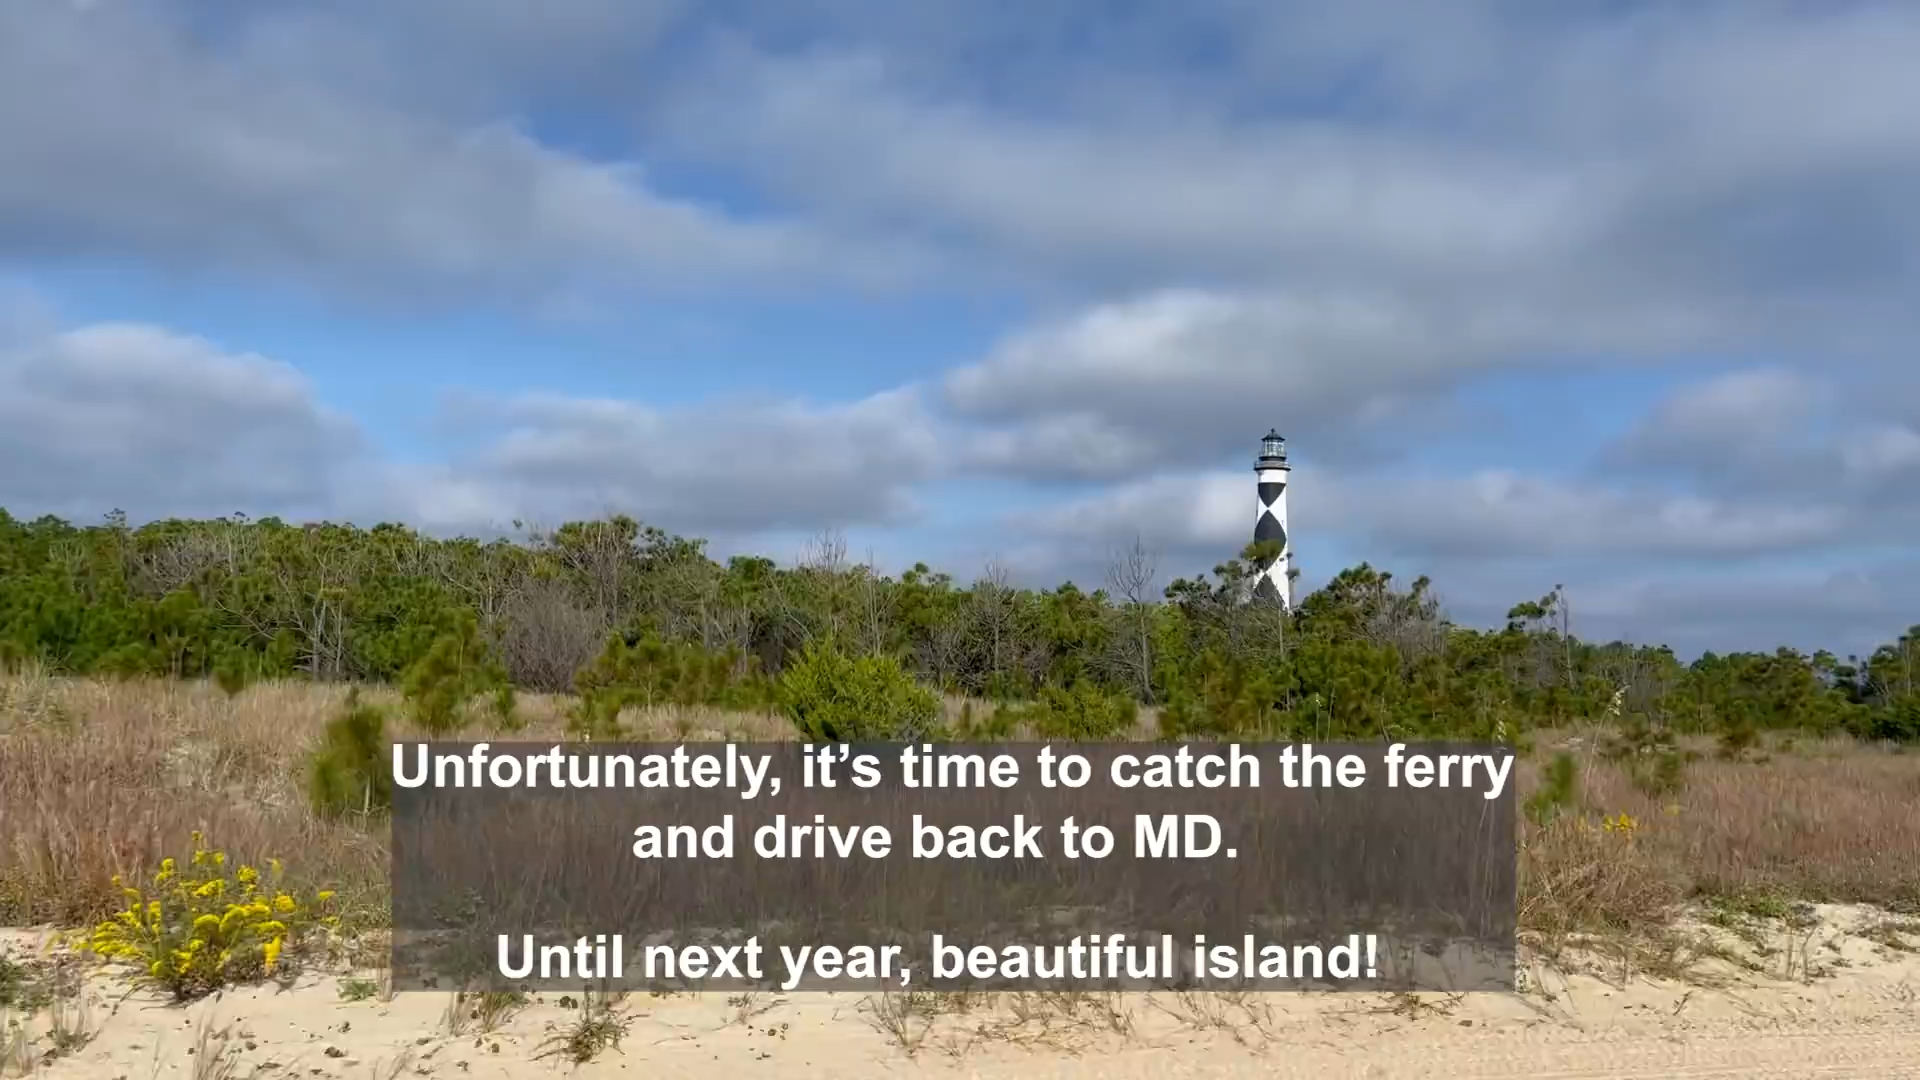 Unfortunately, it’s time to catch the ferry
and drive back to MD.
Until next year, beautiful island!